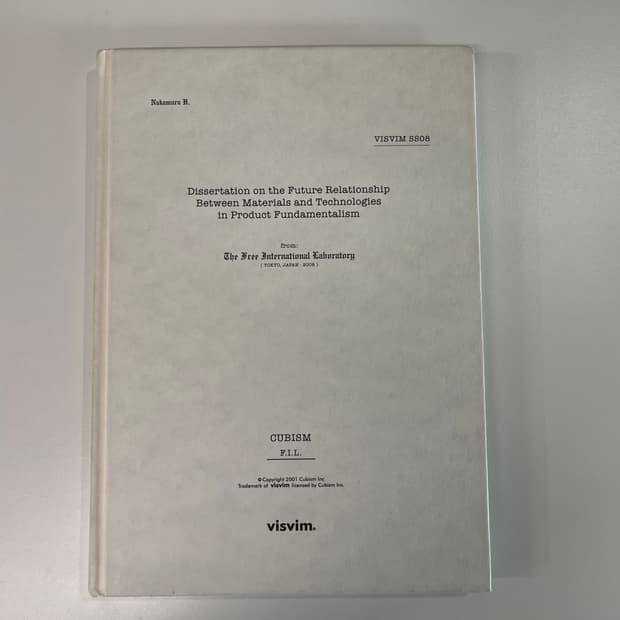 Nakamura H.
VISVIM SS08
Dissertation on the Future Relationship
Between Materials and Technologies
in Product Fundamentalism
from:
The Free International Laboratory
( TOKYO, JAPAN - 2008 )
CUBISM
F.I.L.
© Copyright 2001 Cubism Inc
Trademark of visvim licensed by Cubism Inc.
visvim.